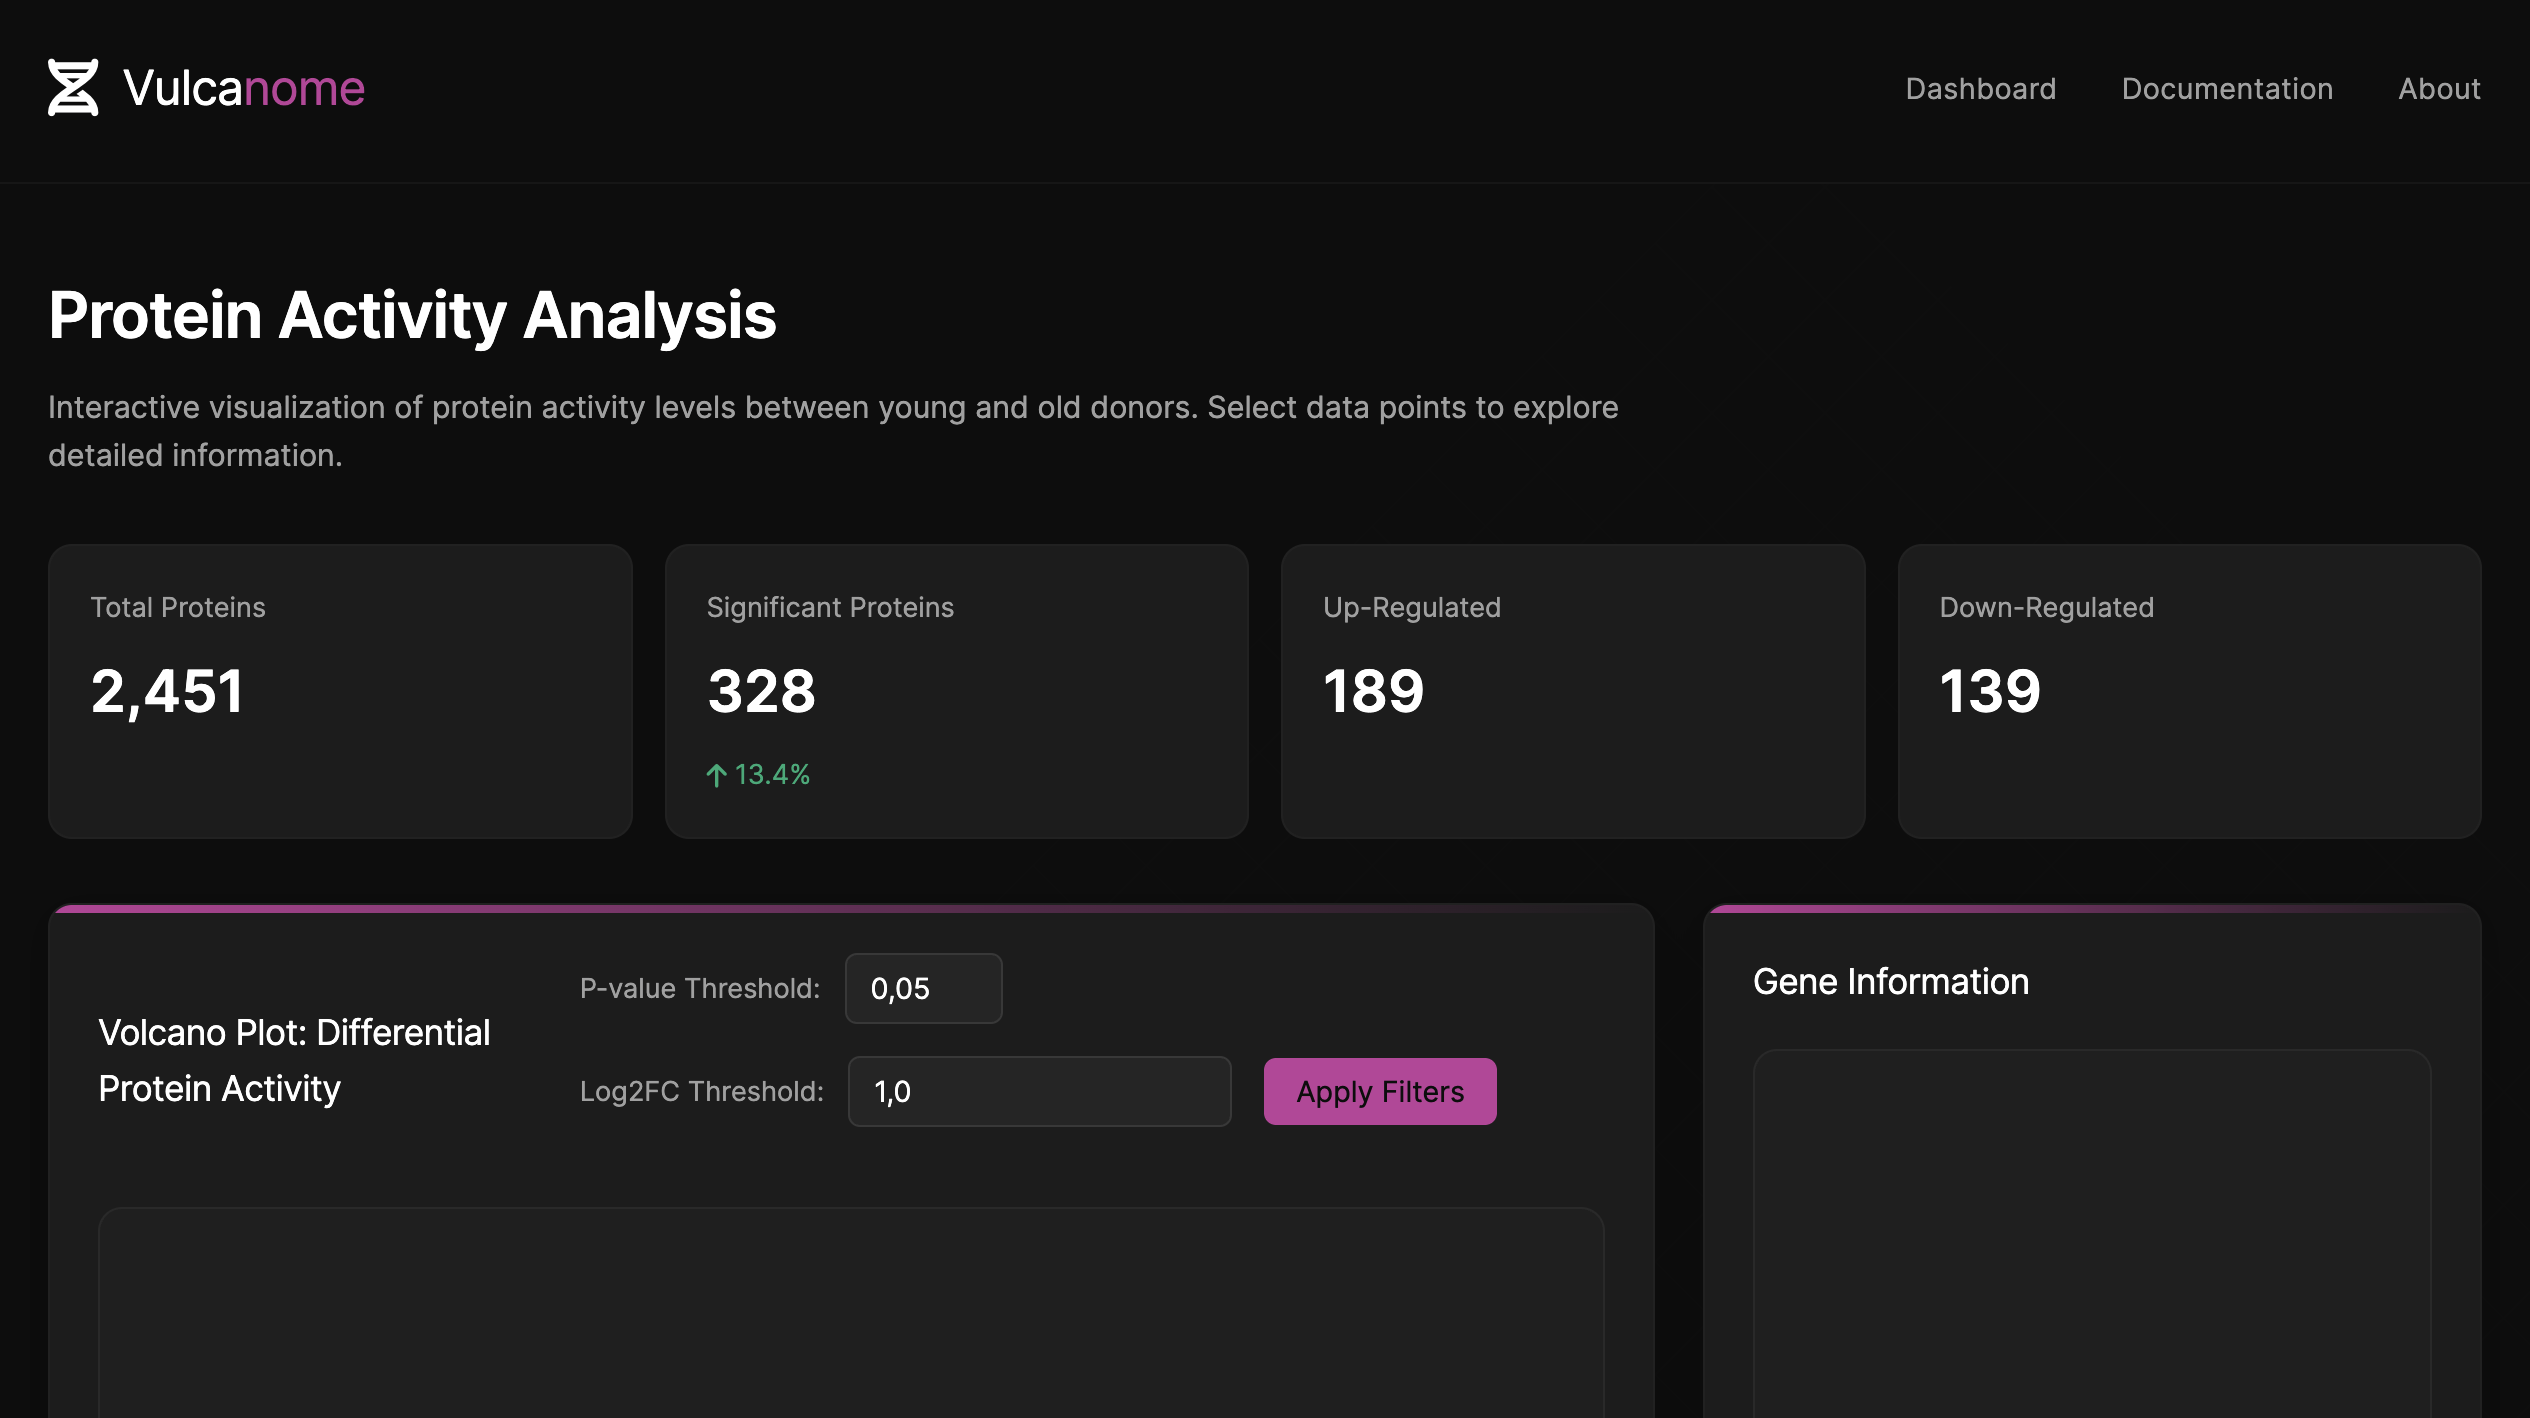 Vulcanome
Dashboard
Documentation
About
Protein Activity Analysis
Interactive visualization of protein activity levels between young and old donors. Select data points to explore
detailed information.
Total Proteins
2,451
Significant Proteins
328
↑ 13.4%
Up-Regulated
189
Down-Regulated
139
Volcano Plot: Differential
Protein Activity
P-value Threshold:
0,05
Log2FC Threshold:
1,0
Apply Filters
Gene Information